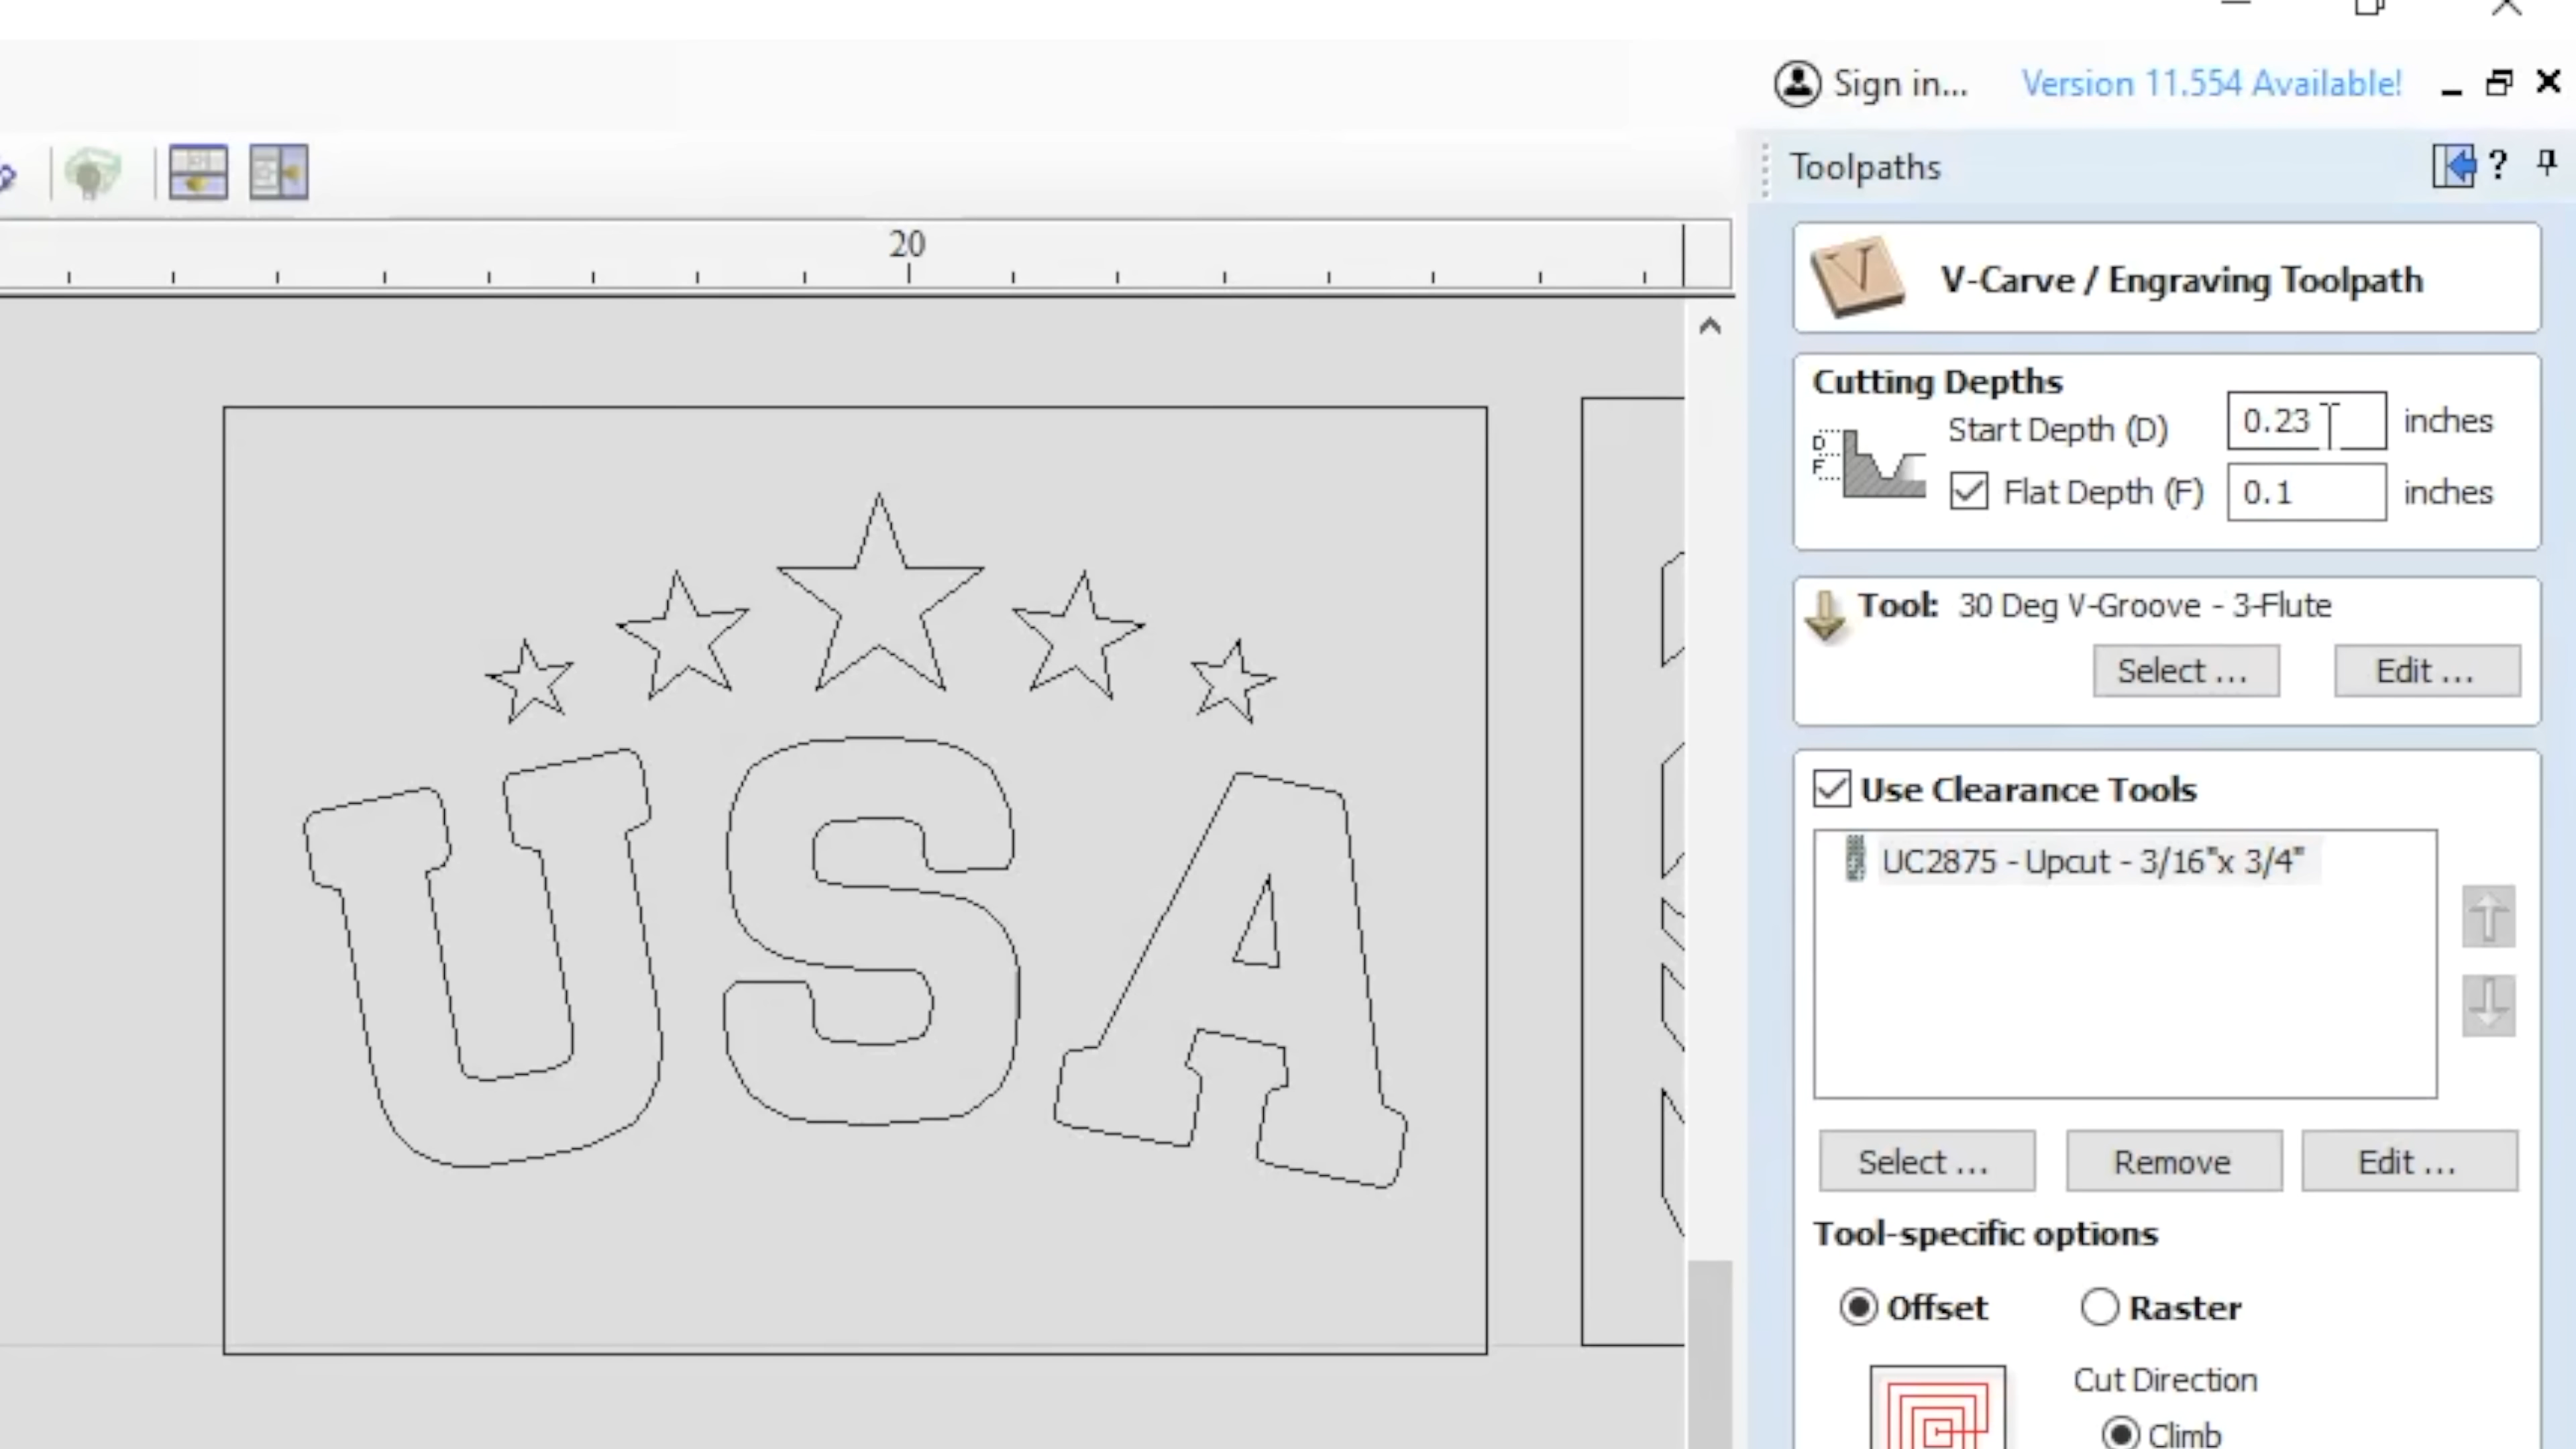 Sign in...
Version 11.554 Available!
Toolpaths
?
20
V
V-Carve / Engraving Toolpath
Cutting Depths
D
F
Start Depth (D)
0.23
inches
Flat Depth (F)
0.1
inches
Tool: 30 Deg V-Groove - 3-Flute
Select ...
Edit ...
Use Clearance Tools
UC2875 - Upcut - 3/16"x 3/4"
Select ...
Remove
Edit ...
Tool-specific options
Offset
Raster
Cut Direction
Climb
USA